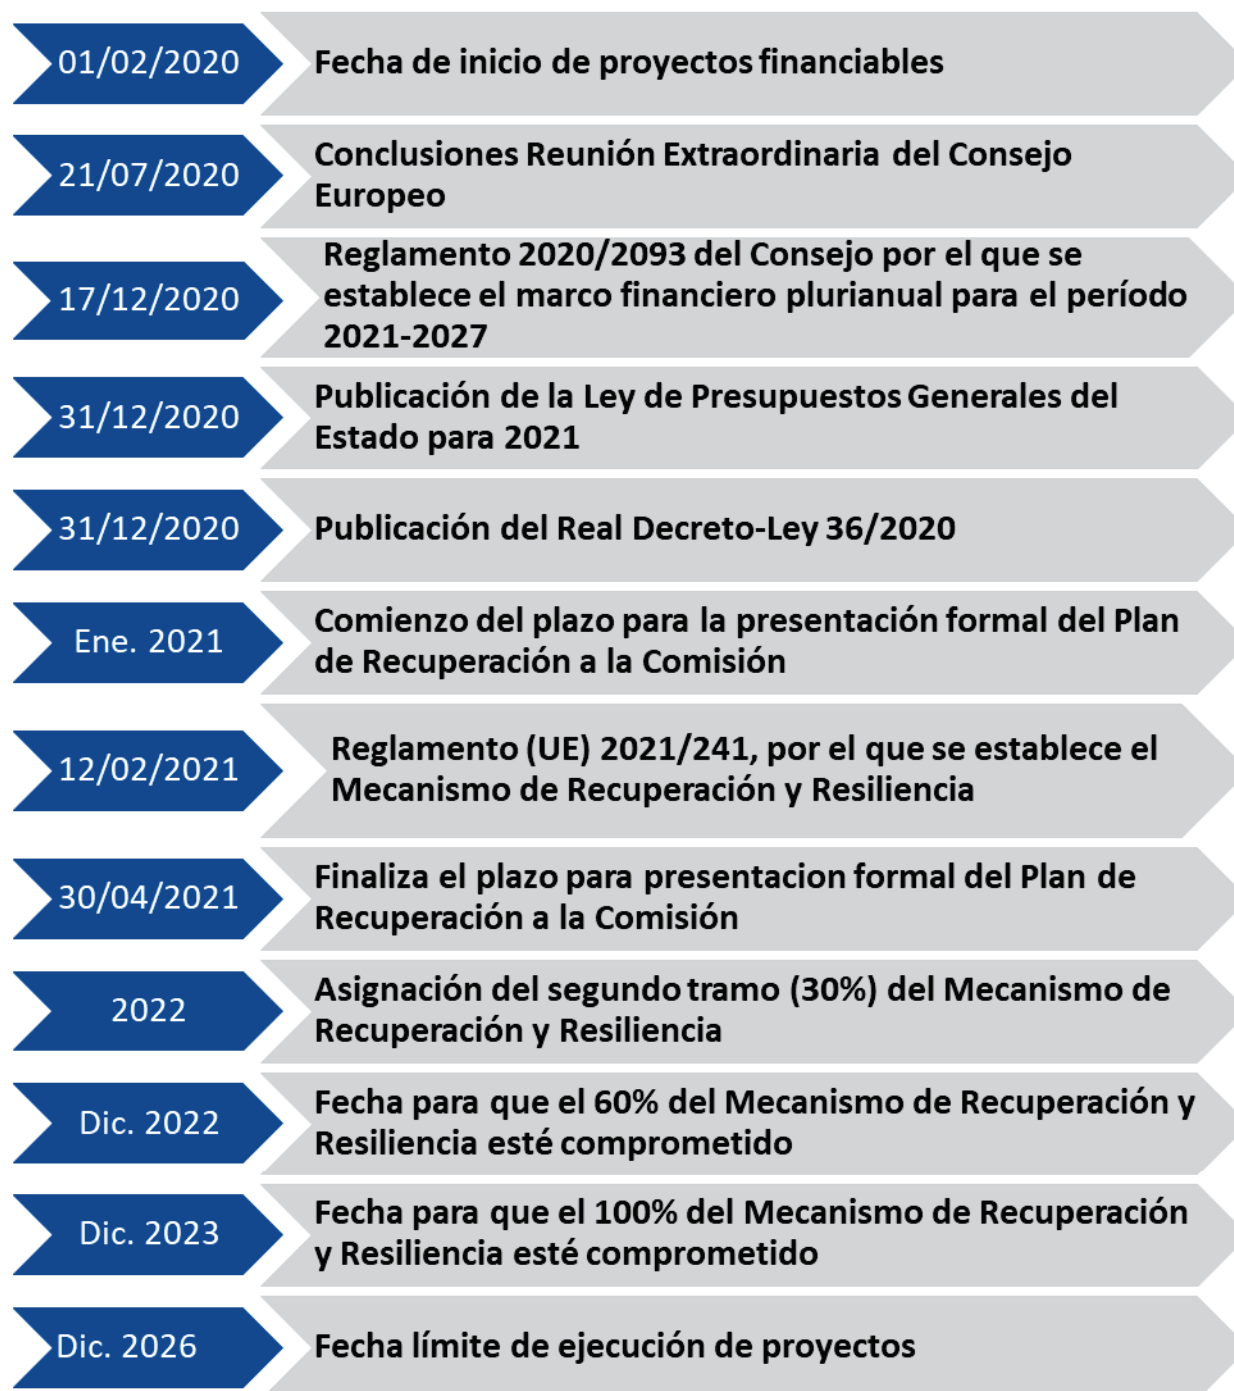 01/02/2020
Fecha de inicio de proyectos financiables
21/07/2020
Conclusiones Reunión Extraordinaria del Consejo
Europeo
17/12/2020
Reglamento 2020/2093 del Consejo por el que se
establece el marco financiero plurianual para el período
2021-2027
31/12/2020
Publicación de la Ley de Presupuestos Generales del
Estado para 2021
31/12/2020
Publicación del Real Decreto-Ley 36/2020
Ene. 2021
Comienzo del plazo para la presentación formal del Plan
de Recuperación a la Comisión
12/02/2021
Reglamento (UE) 2021/241, por el que se establece el
Mecanismo de Recuperación y Resiliencia
30/04/2021
Finaliza el plazo para presentacion formal del Plan de
Recuperación a la Comisión
2022
Asignación del segundo tramo (30%) del Mecanismo de
Recuperación y Resiliencia
Dic. 2022
Fecha para que el 60% del Mecanismo de Recuperación y
Resiliencia esté comprometido
Dic. 2023
Fecha para que el 100% del Mecanismo de Recuperación
y Resiliencia esté comprometido
Dic. 2026
Fecha límite de ejecución de proyectos